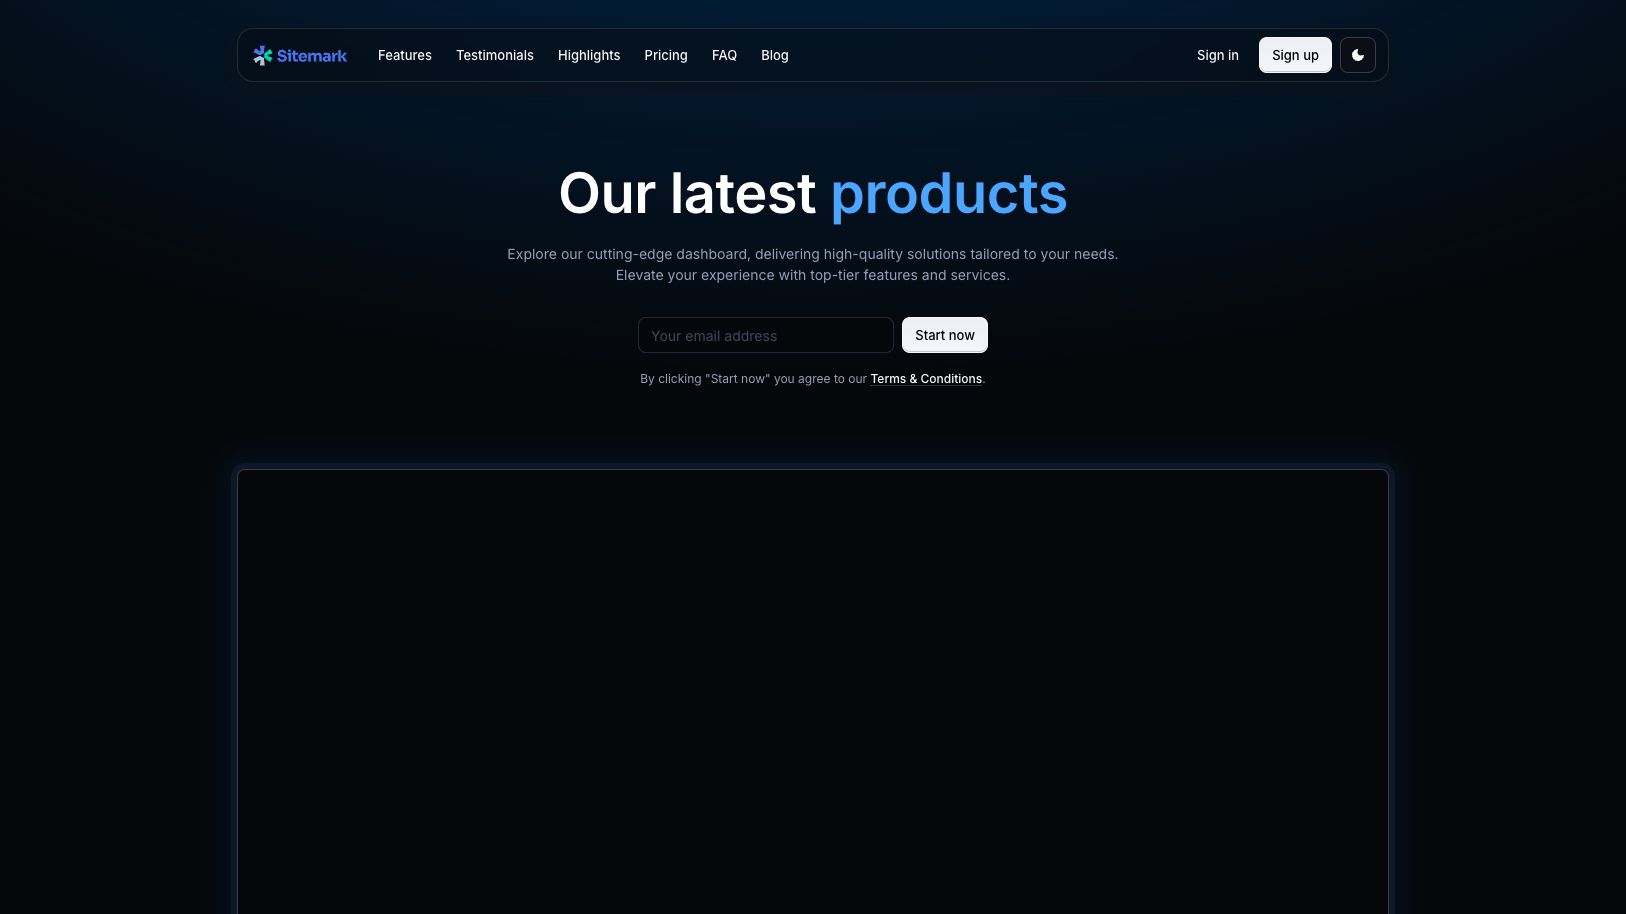 Sitemark
Features
Testimonials
Highlights
Pricing
FAQ
Blog
Sign in
Sign up
Our latest products
Explore our cutting-edge dashboard, delivering high-quality solutions tailored to your needs.
Elevate your experience with top-tier features and services.
Your email address
Start now
By clicking "Start now" you agree to our Terms & Conditions.